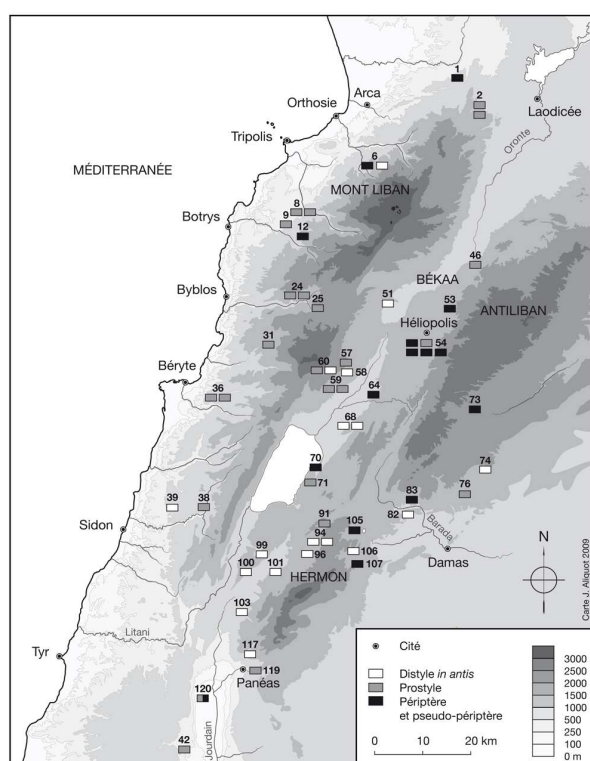 1
2
Arca
Laodicée
Orthosie
Tripolis
Oronte
6
MÉDITERRANÉE
MONT LIBAN
8
9
Botrys
12
46
BÉKAA
24
51
53
Byblos
25
ANTILIBAN
Héliopolis
31
54
57
60
58
Béryte
59
64
36
73
68
70
74
71
76
39
38
83
82
91
105
Barada
Sidon
94
Damas
99
96
106
100
101
107
HERMON
N
103
Litani
Tyr
117
119
Panéas
120
Jourdain
42
Carte J. Aliquot 2009
Cité
Distyle in antis
Prostyle
Périptère
et pseudo-périptère
0 10 20 km
3000
2500
2000
1500
1000
500
250
100
0 m